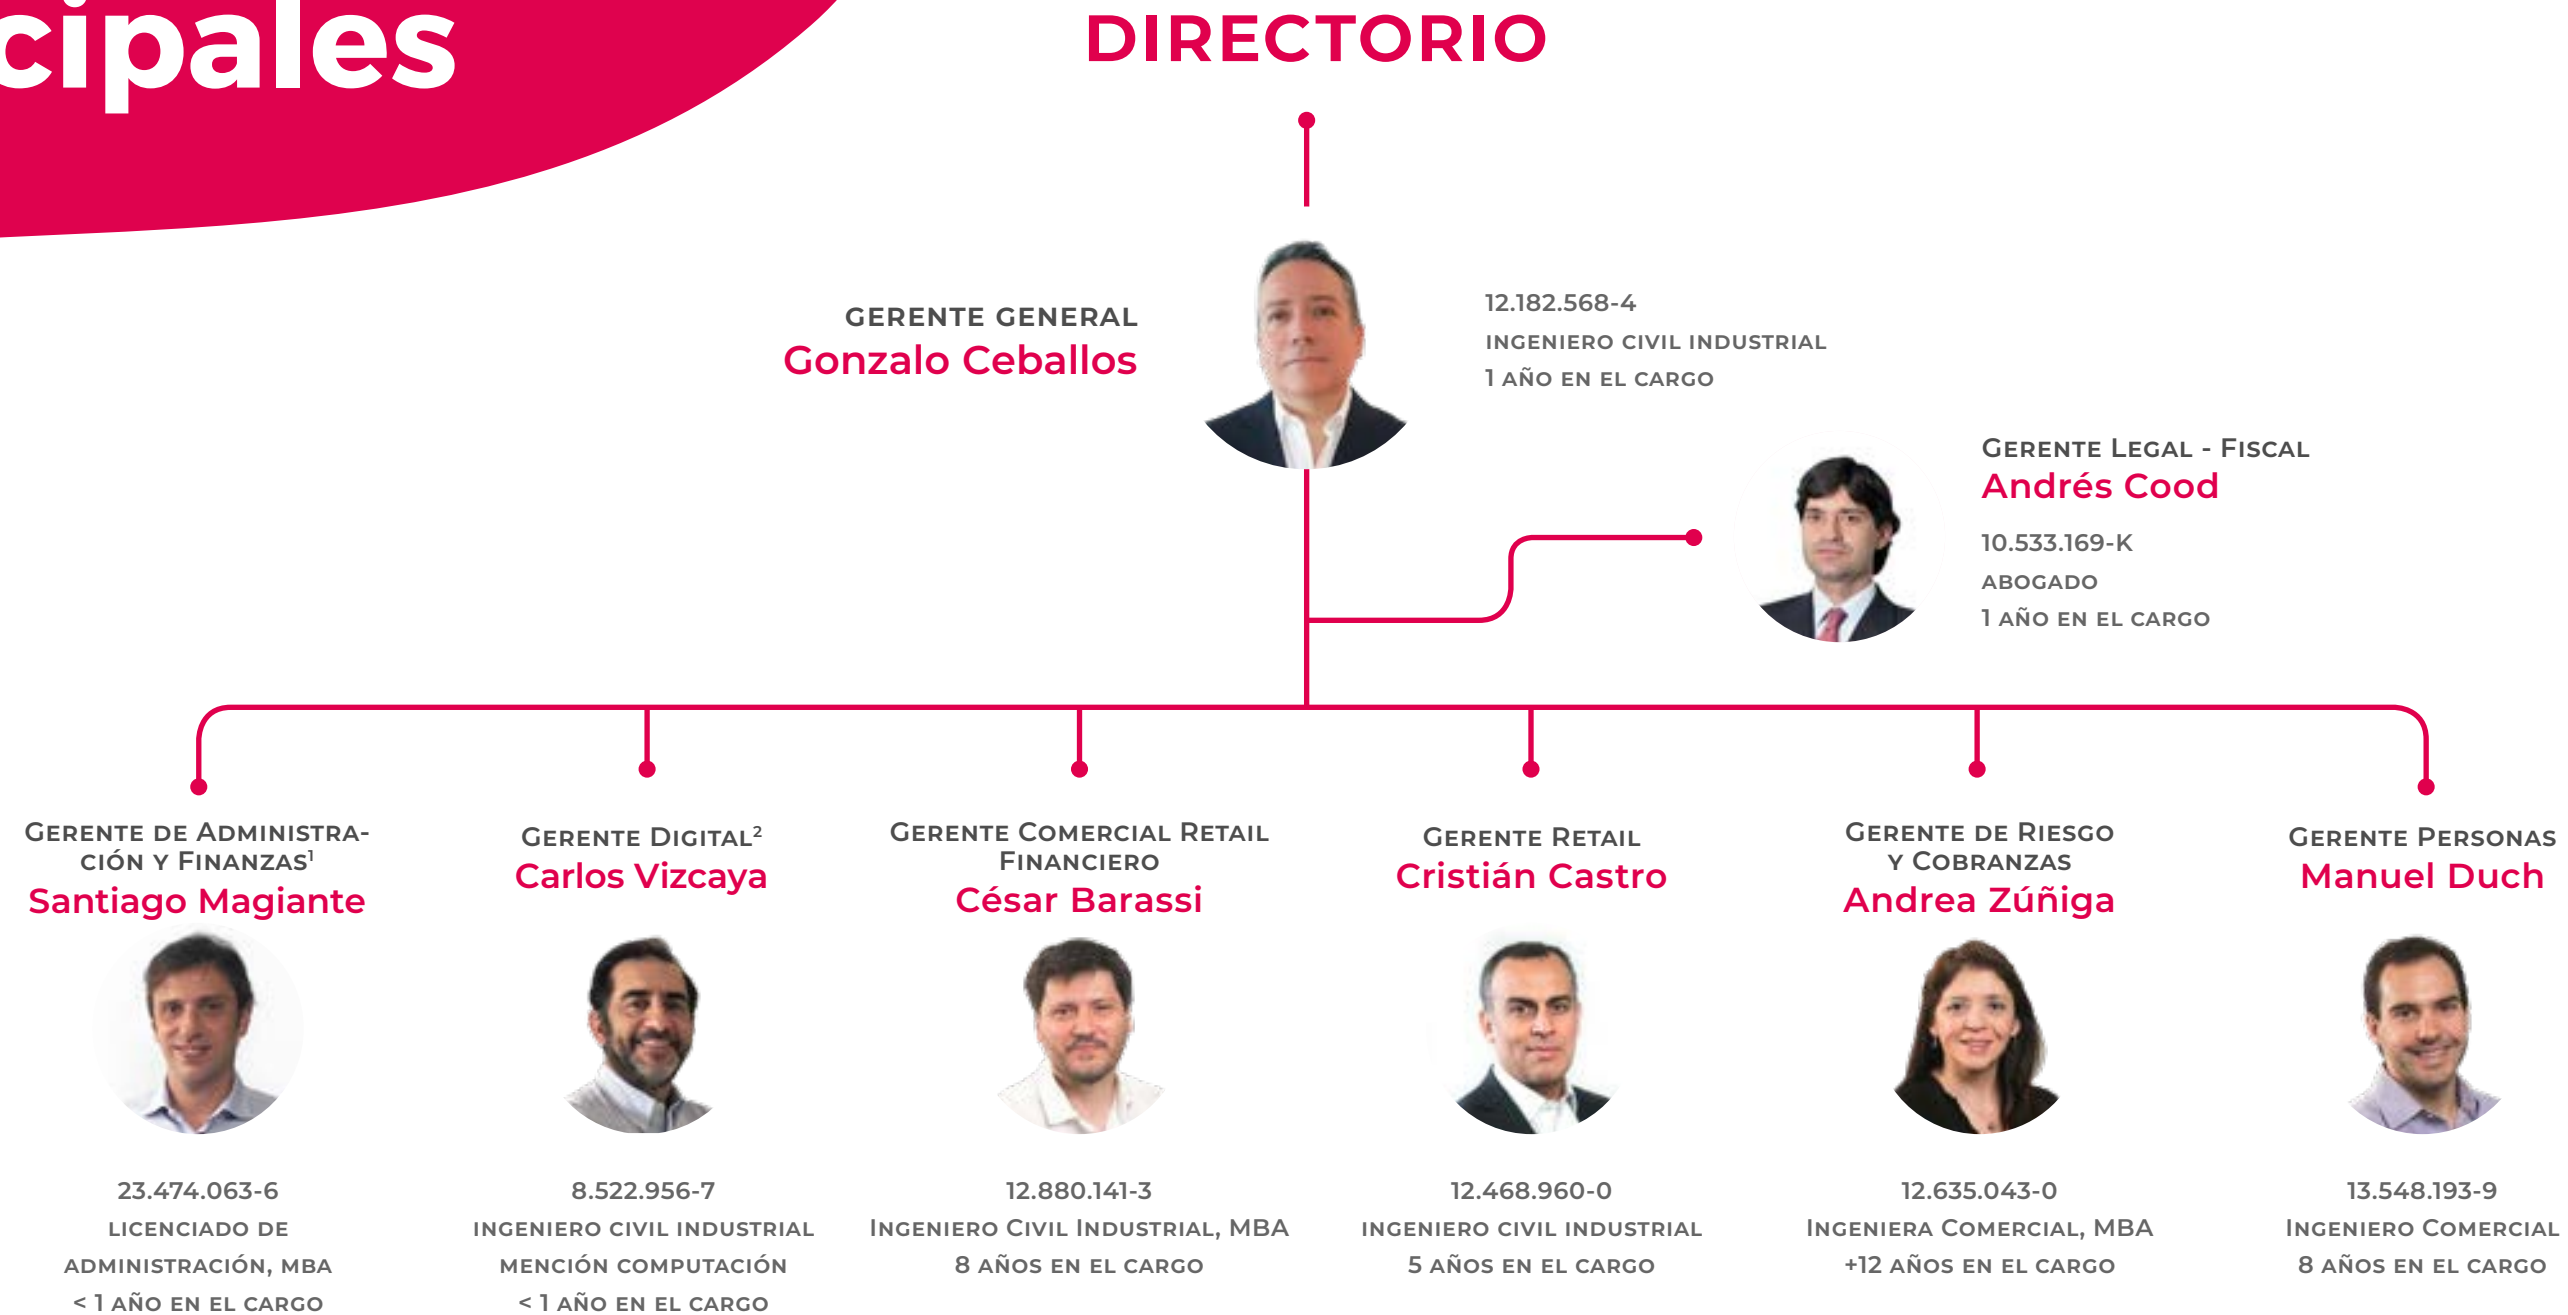 cipales
DIRECTORIO
GERENTE GENERAL
Gonzalo Ceballos
12.182.568-4
INGENIERO CIVIL INDUSTRIAL
1 AÑO EN EL CARGO
GERENTE LEGAL - FISCAL
Andrés Cood
10.533.169-K
ABOGADO
1 AÑO EN EL CARGO
GERENTE DE ADMINISTRA-
CIÓN Y FINANZAS¹
Santiago Magiante
23.474.063-6
LICENCIADO DE
ADMINISTRACIÓN, MBA
< 1 AÑO EN EL CARGO
GERENTE DIGITAL²
Carlos Vizcaya
8.522.956-7
INGENIERO CIVIL INDUSTRIAL
MENCIÓN COMPUTACIÓN
< 1 AÑO EN EL CARGO
GERENTE COMERCIAL RETAIL
FINANCIERO
César Barassi
12.880.141-3
INGENIERO CIVIL INDUSTRIAL, MBA
8 AÑOS EN EL CARGO
GERENTE RETAIL
Cristián Castro
12.468.960-0
INGENIERO CIVIL INDUSTRIAL
5 AÑOS EN EL CARGO
GERENTE DE RIESGO
Y COBRANZAS
Andrea Zúñiga
12.635.043-0
INGENIERA COMERCIAL, MBA
+12 AÑOS EN EL CARGO
GERENTE PERSONAS
Manuel Duch
13.548.193-9
INGENIERO COMERCIAL
8 AÑOS EN EL CARGO